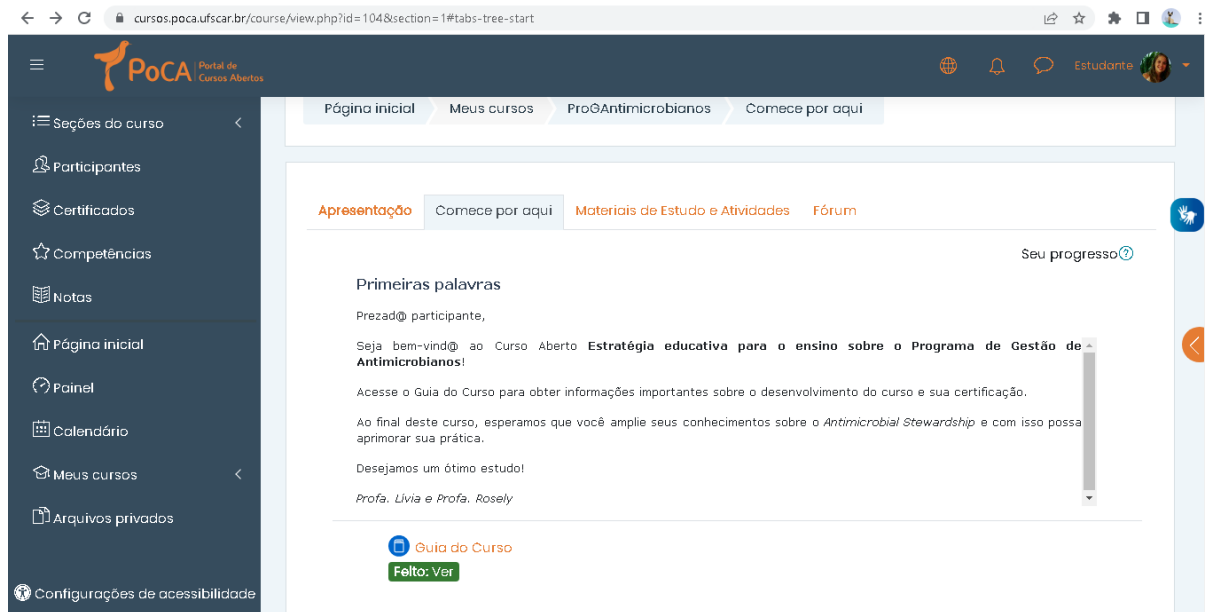 cursos.poca.ufscar.br/course/view.php?id=104&section=1#tabs-tree-start
PoCA Portal de
Cursos Abertos
Estudante
Seções do curso
Participantes
Certificados
Competências
Notas
Página inicial
Painel
Calendário
Meus cursos
Arquivos privados
Configurações de acessibilidade
Página inicial Meus cursos ProGAntimicrobianos Comece por aqui
Apresentação Comece por aqui Materiais de Estudo e Atividades Fórum
Seu progresso
Primeiras palavras
Prezad@ participante,
Seja bem-vind@ ao Curso Aberto Estratégia educativa para o ensino sobre o Programa de Gestão de
Antimicrobianos!
Acesse o Guia do Curso para obter informações importantes sobre o desenvolvimento do curso e sua certificação.
Ao final deste curso, esperamos que você amplie seus conhecimentos sobre o Antimicrobial Stewardship e com isso possa
aprimorar sua prática.
Desejamos um ótimo estudo!
Profa. Lívia e Profa. Rosely
Guia do Curso
Feito: Ver